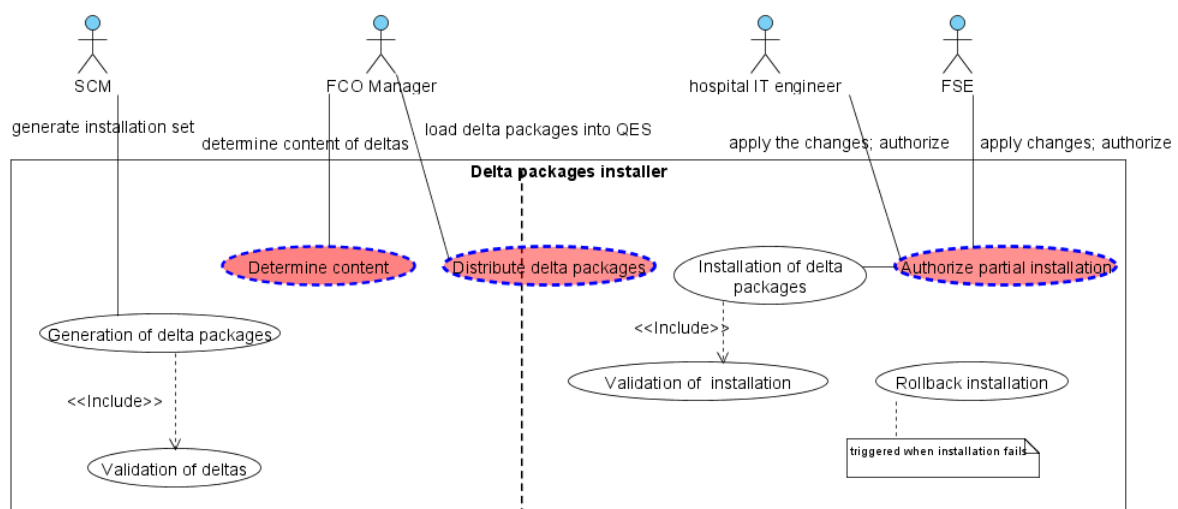 SCM
FCO Manager
hospital IT engineer
FSE
generate installation set
determine content of deltas
load delta packages into QES
apply the changes; authorize
apply changes; authorize
Delta packages installer
Determine content
Distribute delta packages
Installation of delta
packages
Authorize partial installation
Generation of delta packages
<<Include>>
Validation of installation
Rollback installation
<<Include>>
triggered when installation fails
Validation of deltas